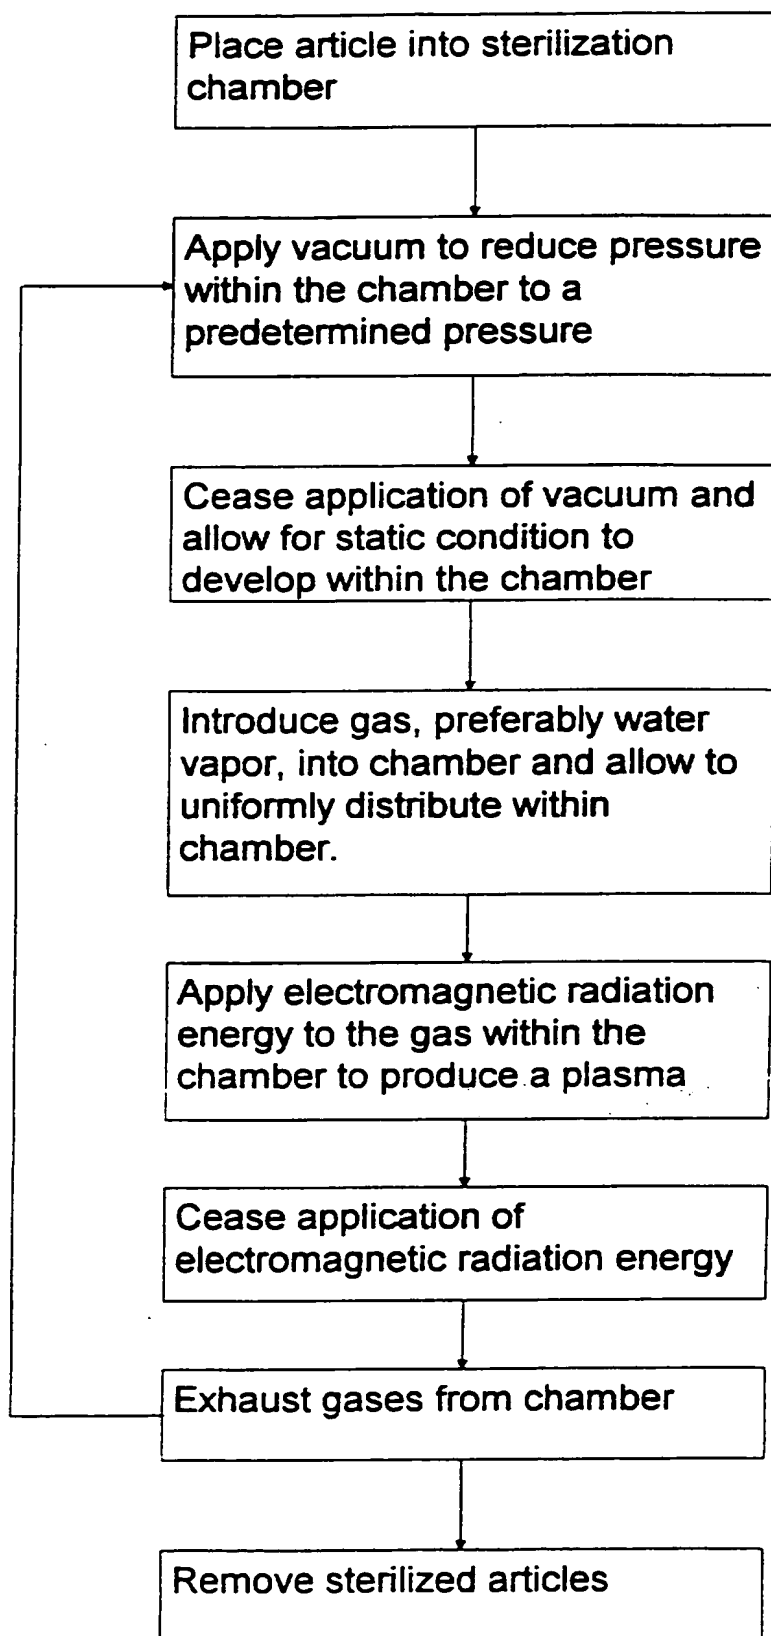 Place article into sterilization
chamber
Apply vacuum to reduce pressure
within the chamber to a
predetermined pressure
Cease application of vacuum and
allow for static condition to
develop within the chamber
Introduce gas, preferably water
vapor, into chamber and allow to
uniformly distribute within
chamber.
Apply electromagnetic radiation
energy to the gas within the
chamber to produce a plasma
Cease application of
electromagnetic radiation energy
Exhaust gases from chamber
Remove sterilized articles